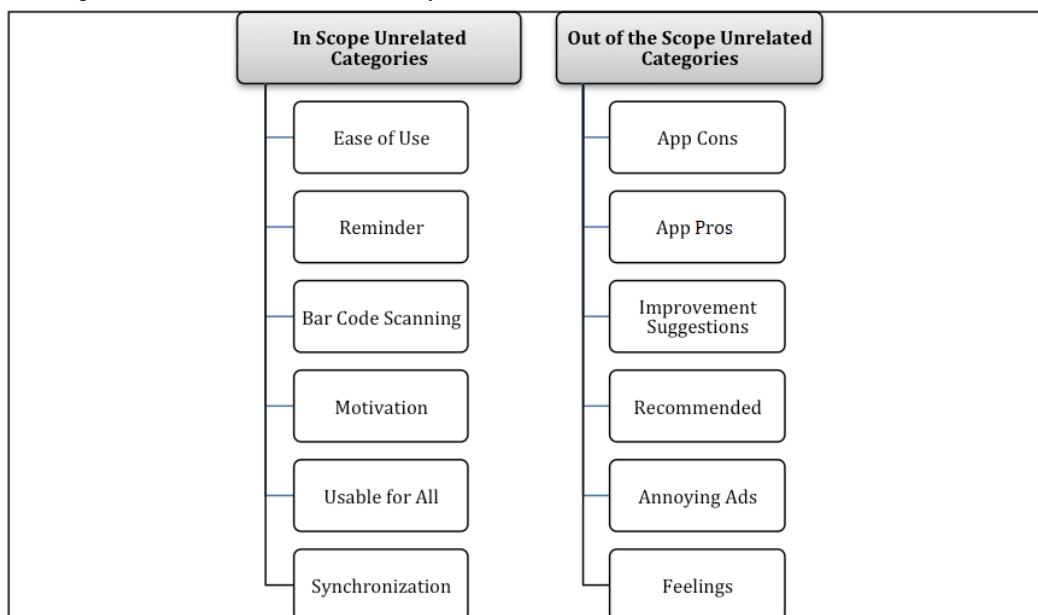 In Scope Unrelated
Categories
Ease of Use
Reminder
Bar Code Scanning
Motivation
Usable for All
Synchronization
Out of the Scope Unrelated
Categories
App Cons
App Pros
Improvement
Suggestions
Recommended
Annoying Ads
Feelings